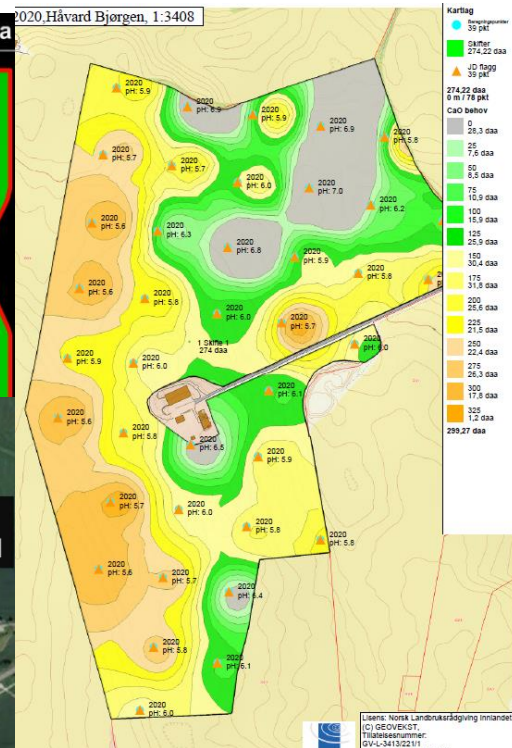 2020,Håvard Bjørgen, 1:3408
a
Kartlag
Beregningspunkter
39 pkt
Skifter
274,22 daa
JD flagg
39 pkt
274,22 daa
0 m / 78 pkt
CaO behov
0
28,3 daa
25
7,6 daa
50
8,5 daa
75
10,9 daa
100
15,9 daa
125
25,9 daa
150
30,4 daa
175
31,8 daa
200
25,6 daa
225
21,5 daa
250
22,4 daa
275
26,3 daa
300
17,8 daa
325
1,2 daa
299,27 daa
2020
pH: 5.9
2020
pH: 6.9
2020
pH: 5.9
2020
pH: 6.9
2020
pH: 5.8
2020
pH: 5.7
2020
pH: 5.7
2020
pH: 6.0
2020
pH: 7.0
2020
pH: 6.2
2020
pH: 5.6
2020
pH: 6.3
2020
pH: 6.8
2020
pH: 5.9
2020
pH: 5.8
2020
2020
pH: 5.6
2020
pH: 5.8
2020
pH: 6.0
2020
pH: 5.7
1 Skifte 1
274 daa
2020
pH: 6.0
2020
pH: 5.9
2020
pH: 6.0
2020
pH: 6.1
2020
pH: 5.6
2020
pH: 5.8
2020
pH: 6.5
2020
pH: 5.9
2020
pH: 5.7
2020
pH: 6.0
2020
pH: 5.8
2020
pH: 5.8
2020
pH: 5.6
2020
pH: 5.7
2020
pH: 6.4
2020
pH: 5.8
2020
pH: 6.1
2020
pH: 6.0
Lisens: Norsk Landbruksrådgiving Innlandet
(C) GEOVEKST,
Tillatelsesnummer:
GV-L-3413/221/1